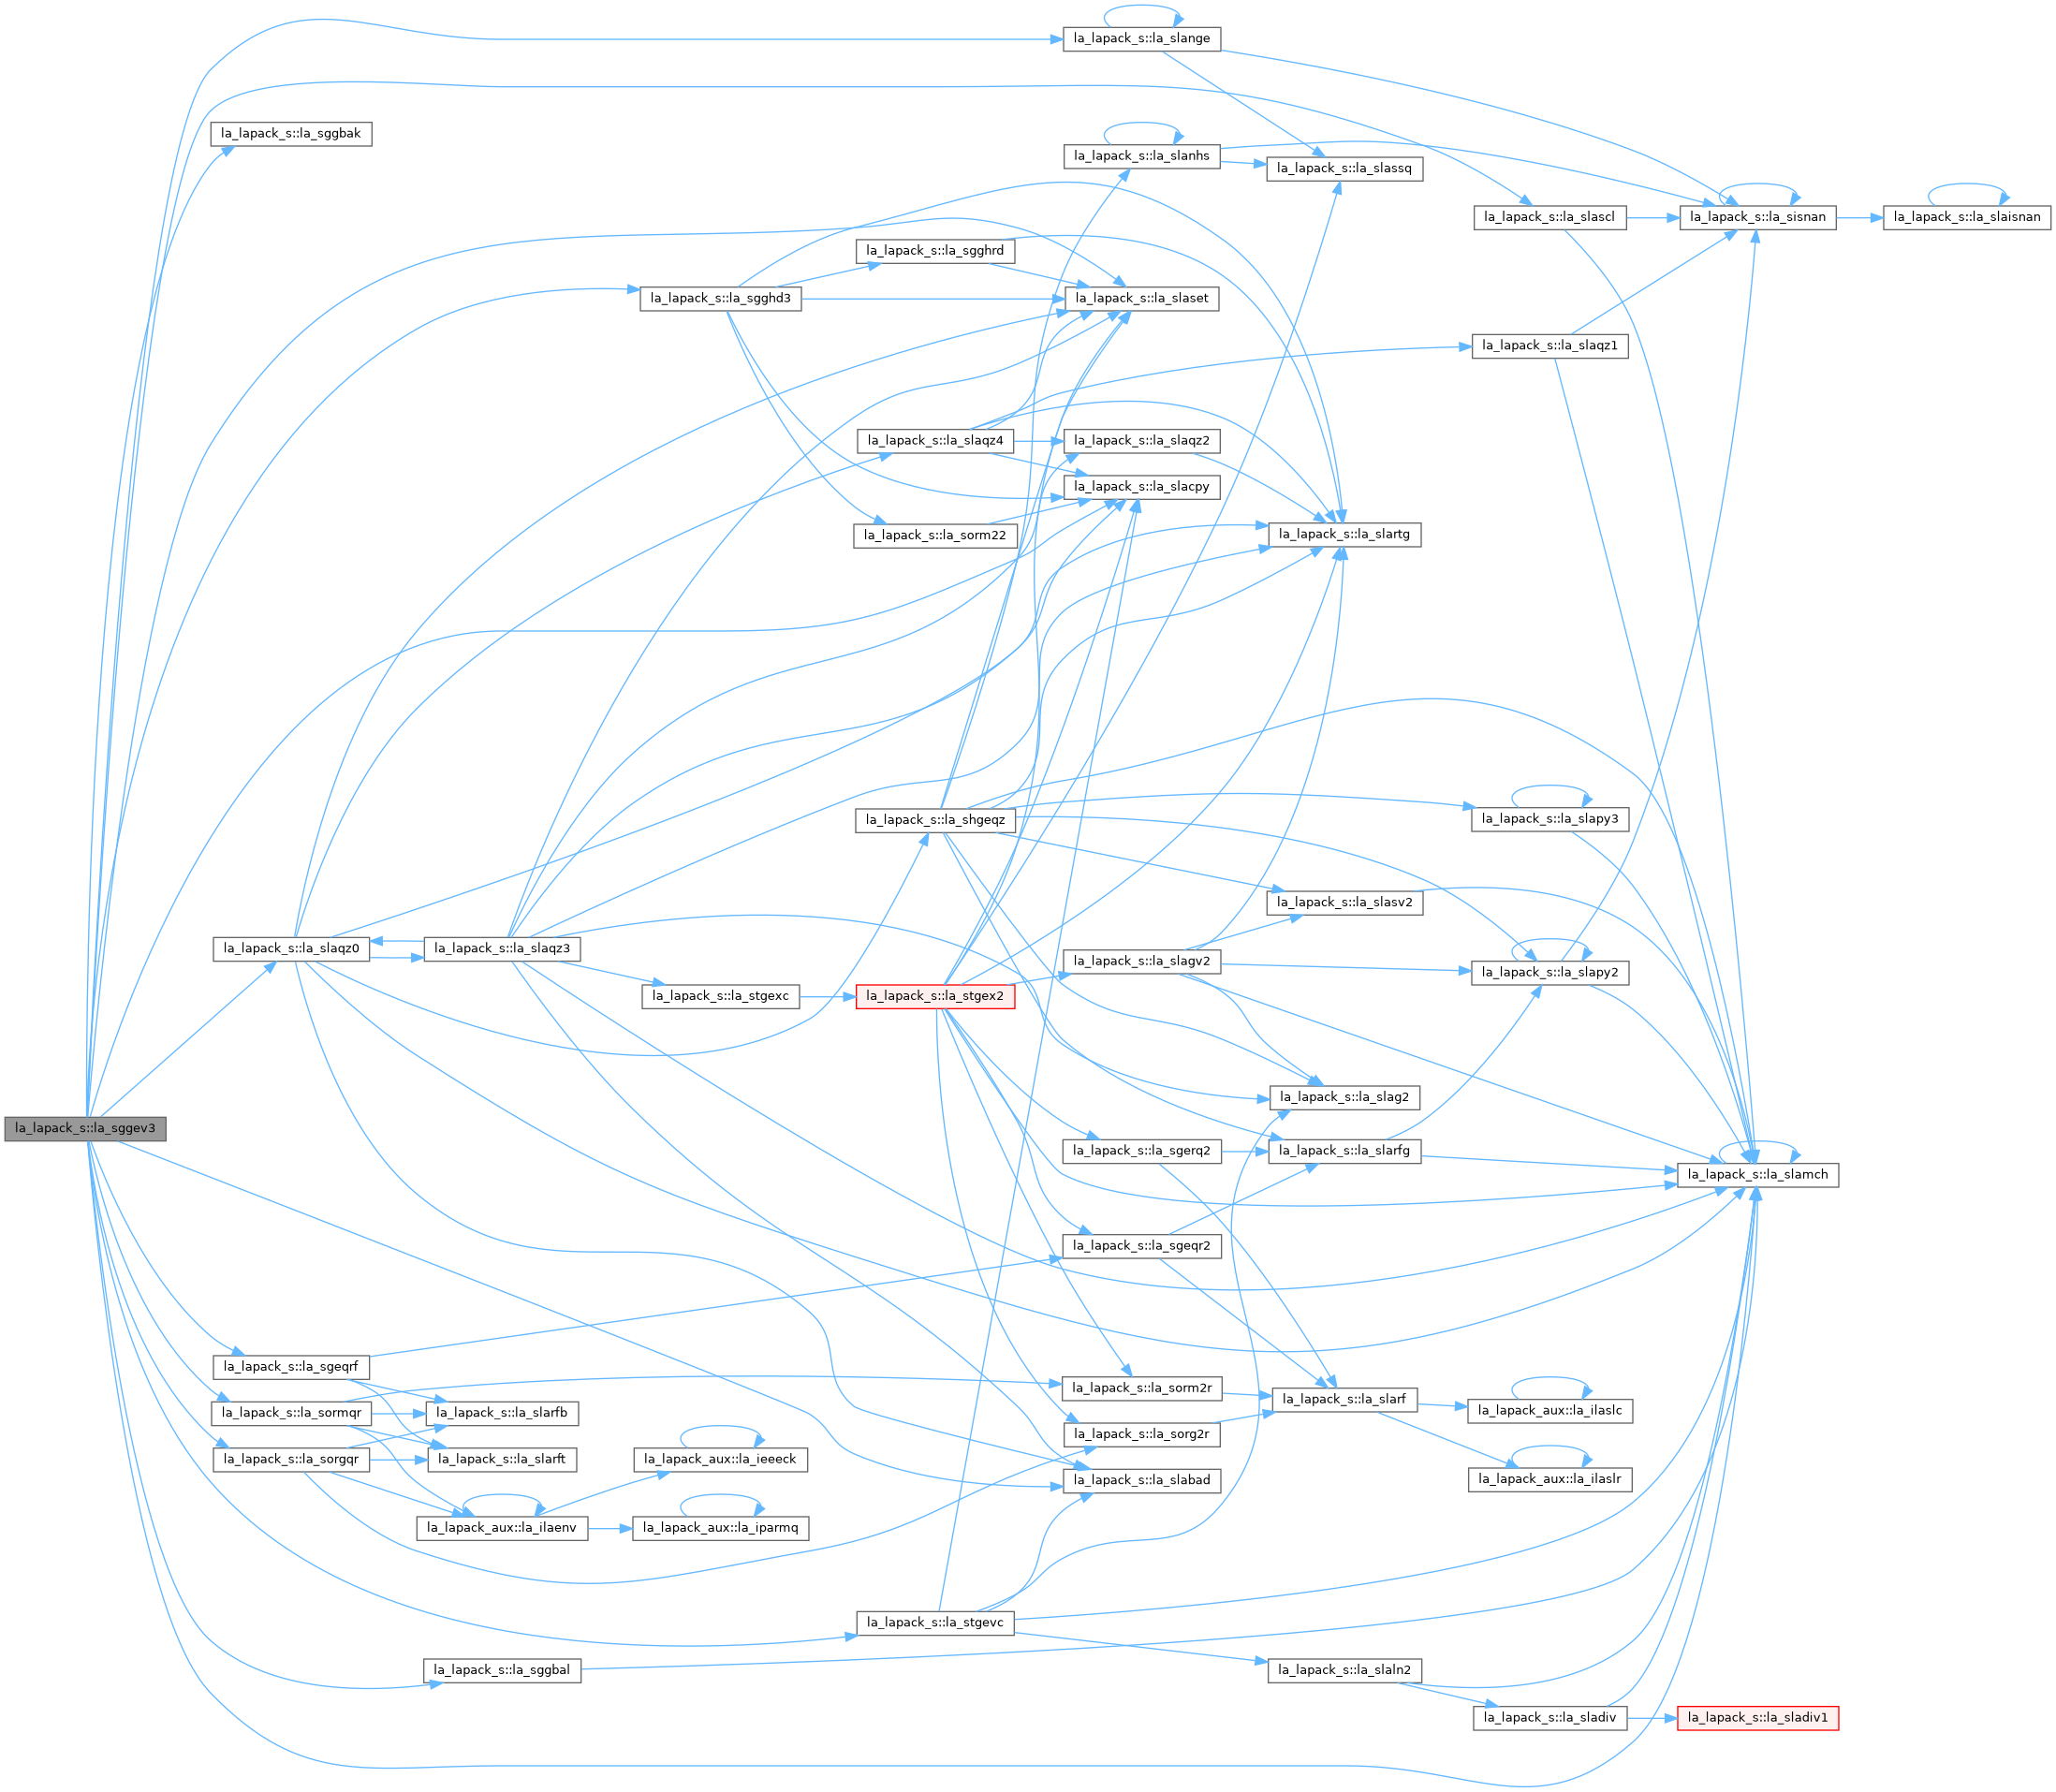 la_lapack_s::la_slange
la_lapack_s::la_sggbak
la_lapack_s::la_slanhs
la_lapack_s::la_slassq
la_lapack_s::la_slascl
la_lapack_s::la_sisnan
la_lapack_s::la_slaisnan
la_lapack_s::la_sgghrd
la_lapack_s::la_sgghd3
la_lapack_s::la_slaset
la_lapack_s::la_slaqz1
la_lapack_s::la_slaqz4
la_lapack_s::la_slaqz2
la_lapack_s::la_slacpy
la_lapack_s::la_sorm22
la_lapack_s::la_slartg
la_lapack_s::la_shgeqz
la_lapack_s::la_slapy3
la_lapack_s::la_slasv2
la_lapack_s::la_slaqz0
la_lapack_s::la_slaqz3
la_lapack_s::la_slagv2
la_lapack_s::la_slapy2
la_lapack_s::la_stgexc
la_lapack_s::la_stgex2
la_lapack_s::la_slag2
la_lapack_s::la_sggev3
la_lapack_s::la_sgerq2
la_lapack_s::la_slarfg
la_lapack_s::la_slamch
la_lapack_s::la_sgeqr2
la_lapack_s::la_sgeqrf
la_lapack_s::la_sorm2r
la_lapack_s::la_slarf
la_lapack_aux::la_ilaslc
la_lapack_s::la_sormqr
la_lapack_s::la_slarfb
la_lapack_s::la_sorg2r
la_lapack_s::la_sorgqr
la_lapack_s::la_slarft
la_lapack_aux::la_ieeeck
la_lapack_s::la_slabad
la_lapack_aux::la_ilaslr
la_lapack_aux::la_ilaenv
la_lapack_aux::la_iparmq
la_lapack_s::la_stgevc
la_lapack_s::la_sggbal
la_lapack_s::la_slaln2
la_lapack_s::la_sladiv
la_lapack_s::la_sladiv1